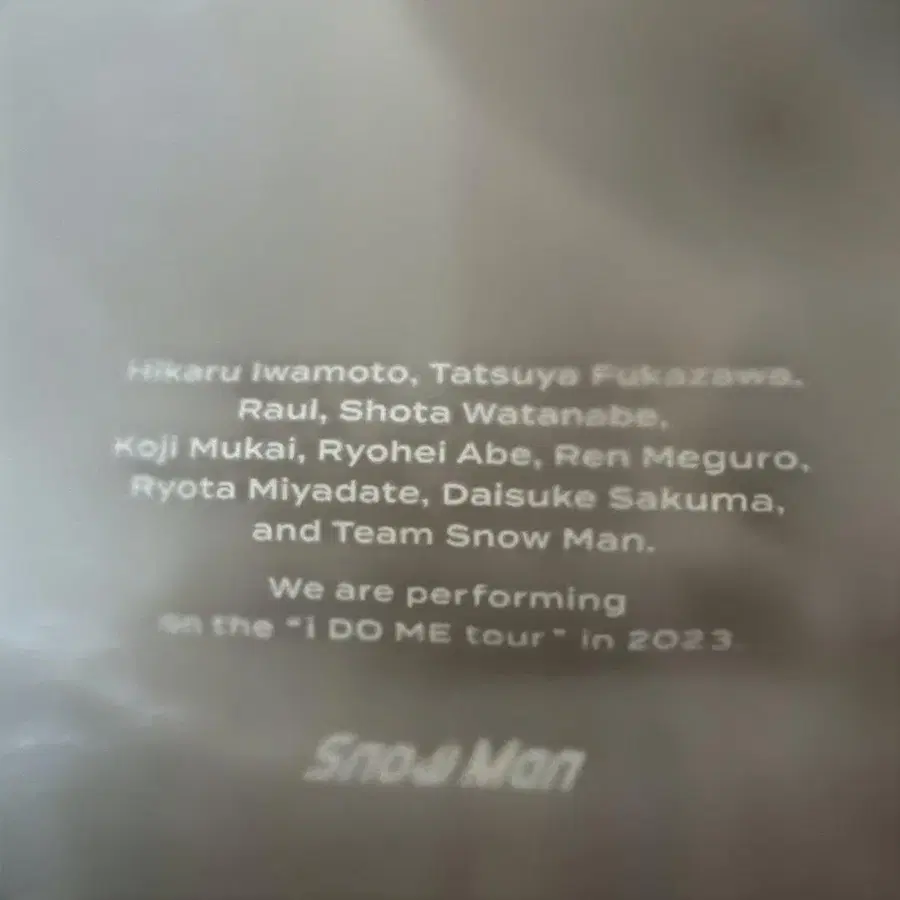 Hikaru Iwamoto, Tatsuya Fukazawa,
Raul, Shota Watanabe,
Koji Mukai, Ryohei Abe, Ren Meguro,
Ryota Miyadate, Daisuke Sakuma,
and Team Snow Man.
We are performing
on the "i DO ME tour" in 2023
Snow Man